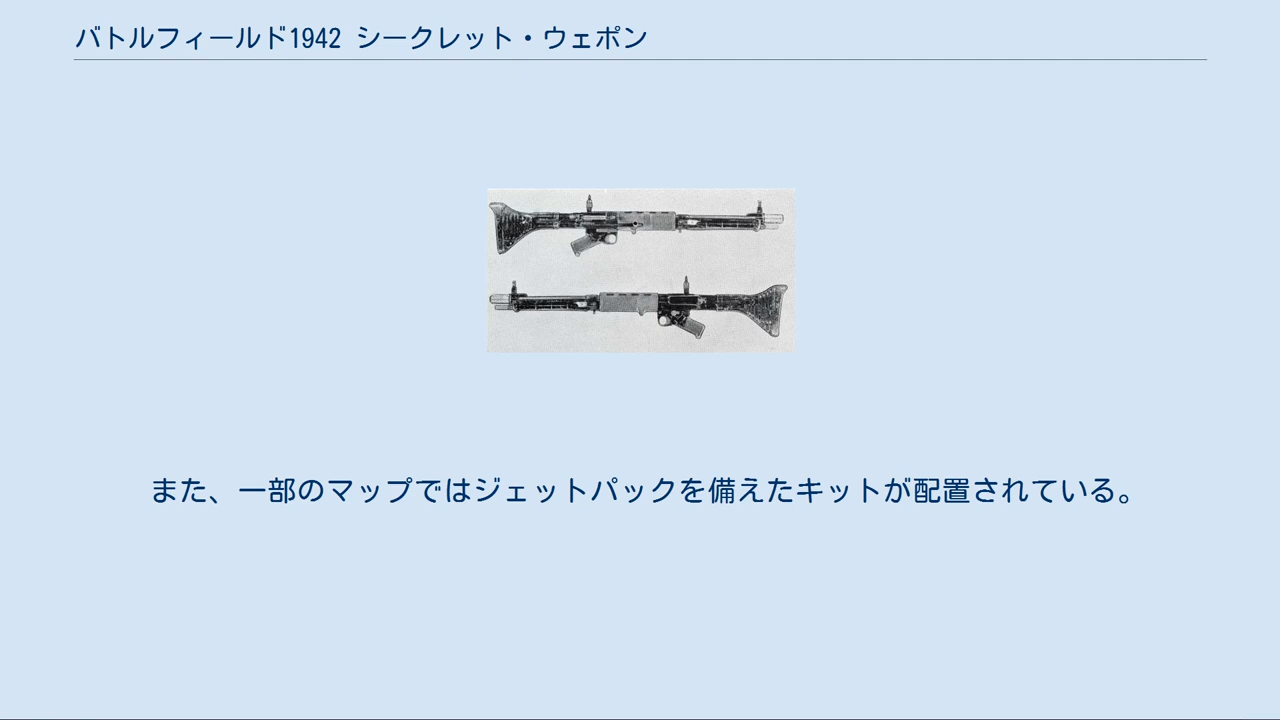 バトルフィールド1942 シークレット・ウェポン
また、一部のマップではジェットパックを備えたキットが配置されている。